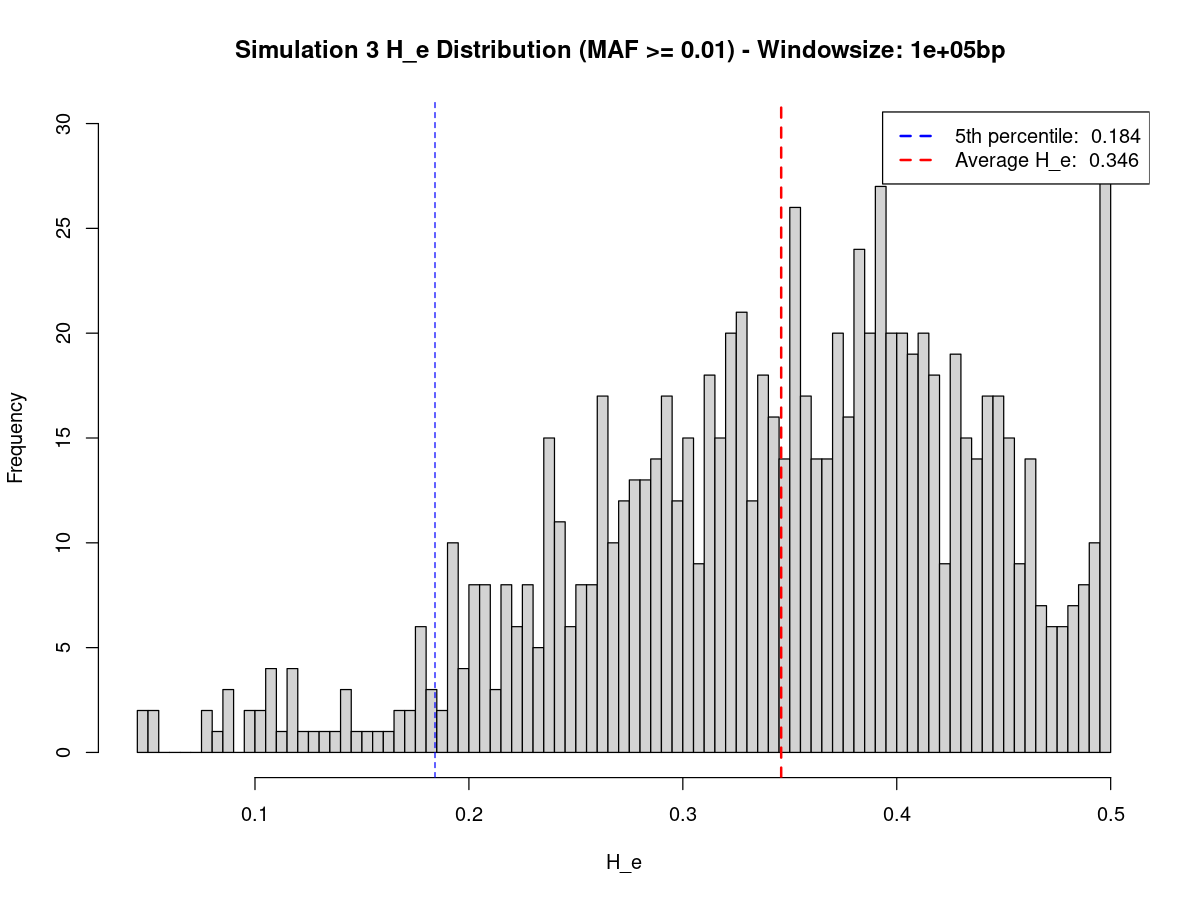 Simulation 3 H_e Distribution (MAF >= 0.01) - Windowsize: 1e+05bp
5th percentile: 0.184
Average H_e: 0.346
Frequency
30
25
20
15
10
5
0
0.1 0.2 0.3 0.4 0.5
H_e